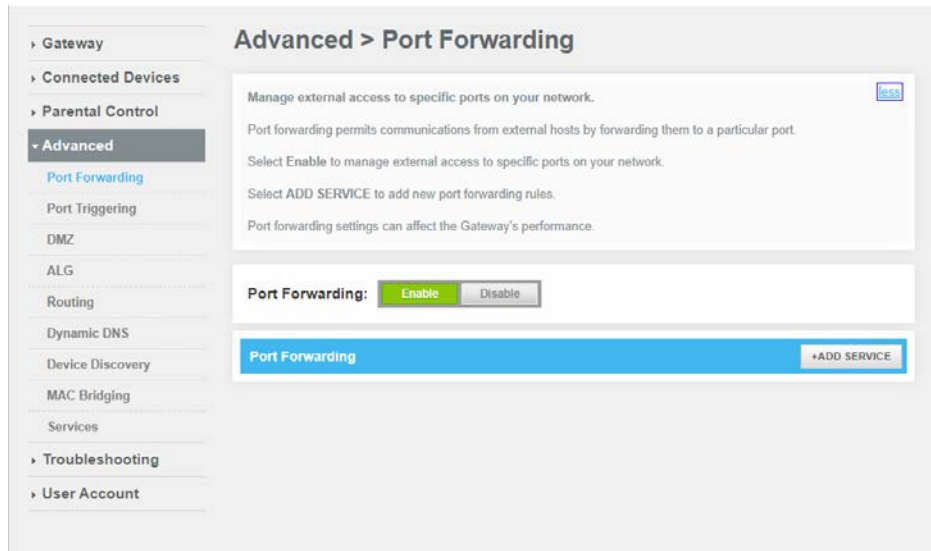 Gateway
Connected Devices
Parental Control
Advanced
Port Forwarding
Port Triggering
DMZ
ALG
Routing
Dynamic DNS
Device Discovery
MAC Bridging
Services
Troubleshooting
User Account
Advanced > Port Forwarding
less
Manage external access to specific ports on your network.
Port forwarding permits communications from external hosts by forwarding them to a particular port.
Select Enable to manage external access to specific ports on your network.
Select ADD SERVICE to add new port forwarding rules.
Port forwarding settings can affect the Gateway's performance.
Port Forwarding: Enable Disable
Port Forwarding +ADD SERVICE